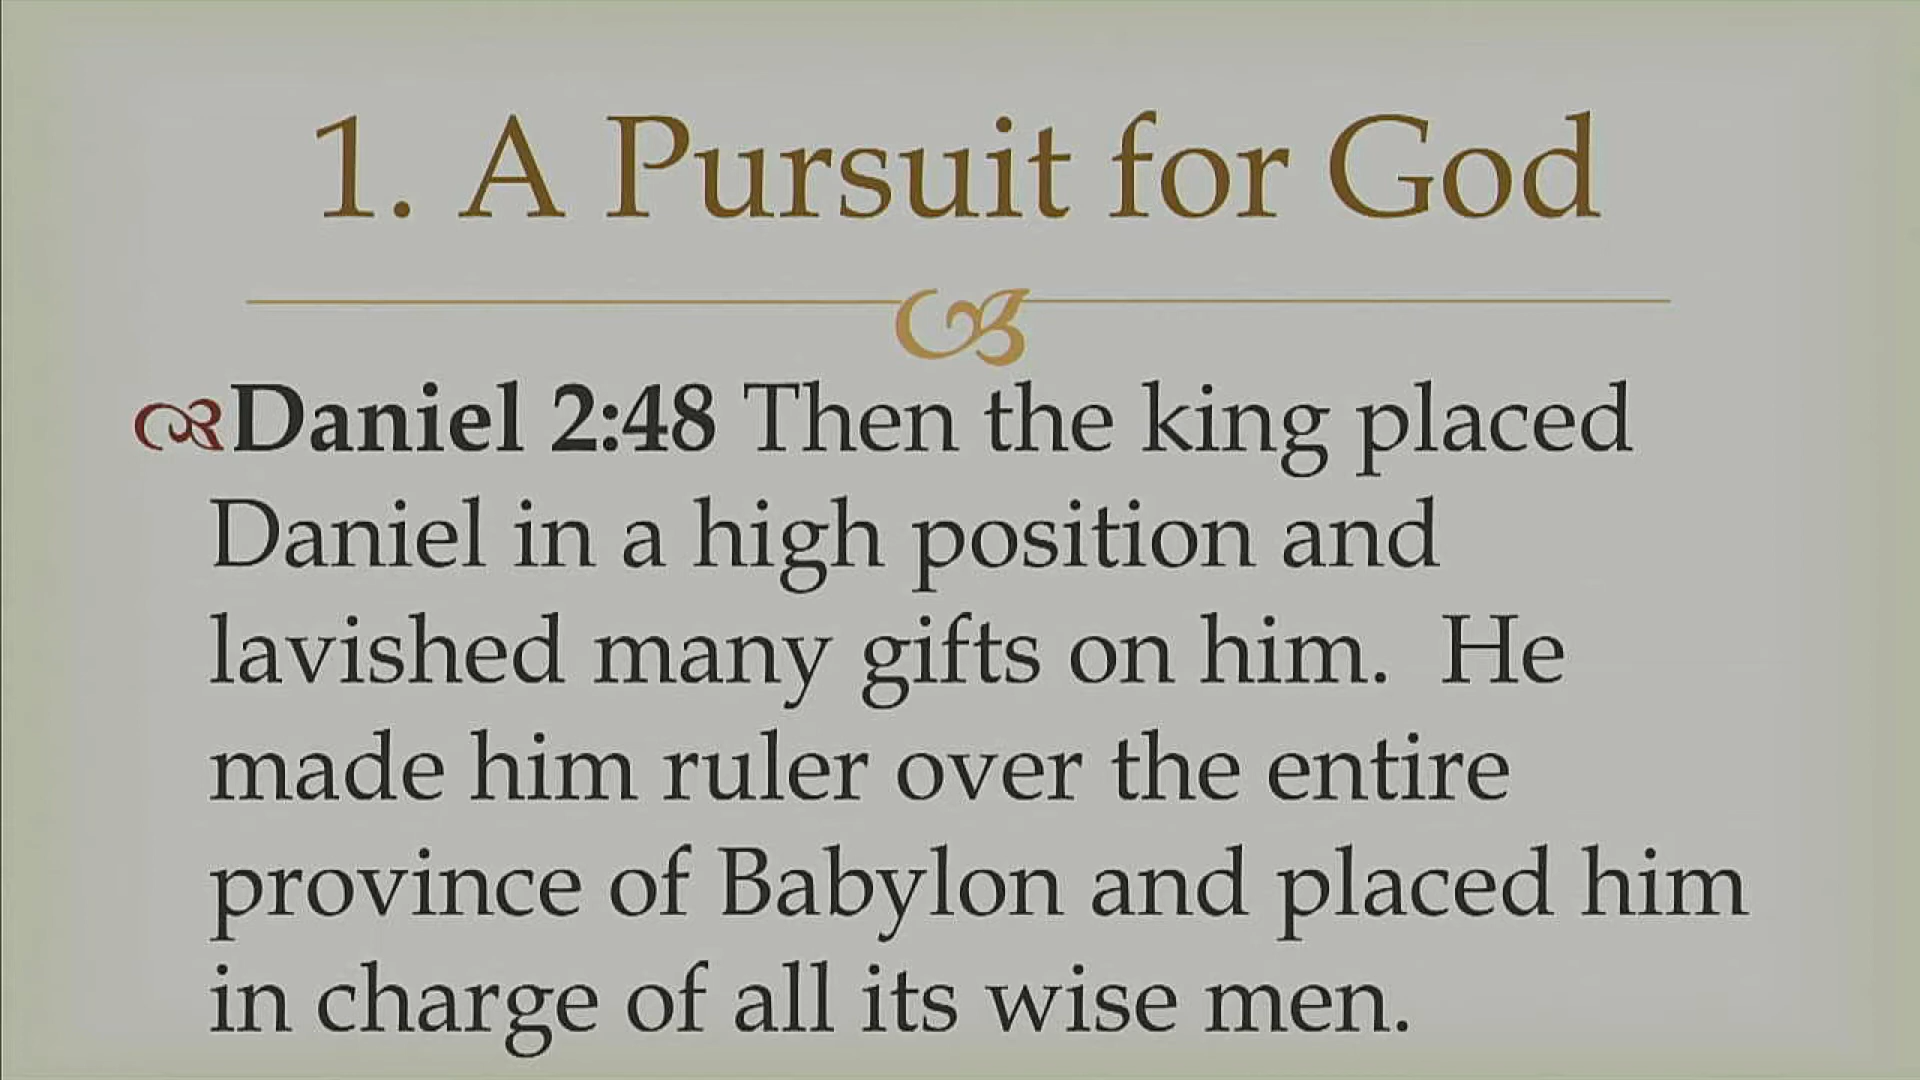 1. A Pursuit for God
Daniel 2:48 Then the king placed
Daniel in a high position and
lavished many gifts on him.  He
made him ruler over the entire
province of Babylon and placed him
in charge of all its wise men.